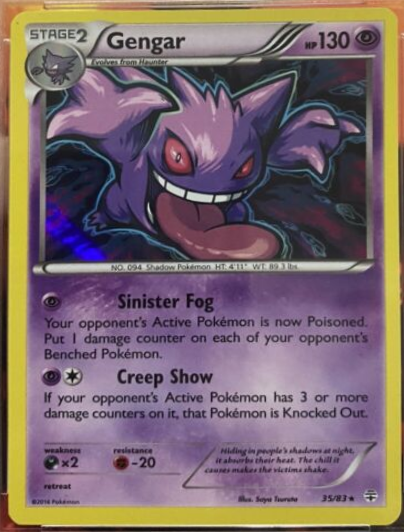 STAGE2 Gengar HP130
Evolves from Haunter
NO. 094 Shadow Pokémon HT: 4'11" WT: 89.3 lbs.
Sinister Fog
Your opponent's Active Pokémon is now Poisoned.
Put 1 damage counter on each of your opponent's
Benched Pokémon.
Creep Show
If your opponent's Active Pokémon has 3 or more
damage counters on it, that Pokémon is Knocked Out.
weakness resistance
×2 -20
retreat
Hiding in people's shadows at night,
it absorbs their heat. The chill it
causes makes the victims shake.
©2016 Pokémon Illus. Saya Tsuruta 35/83★